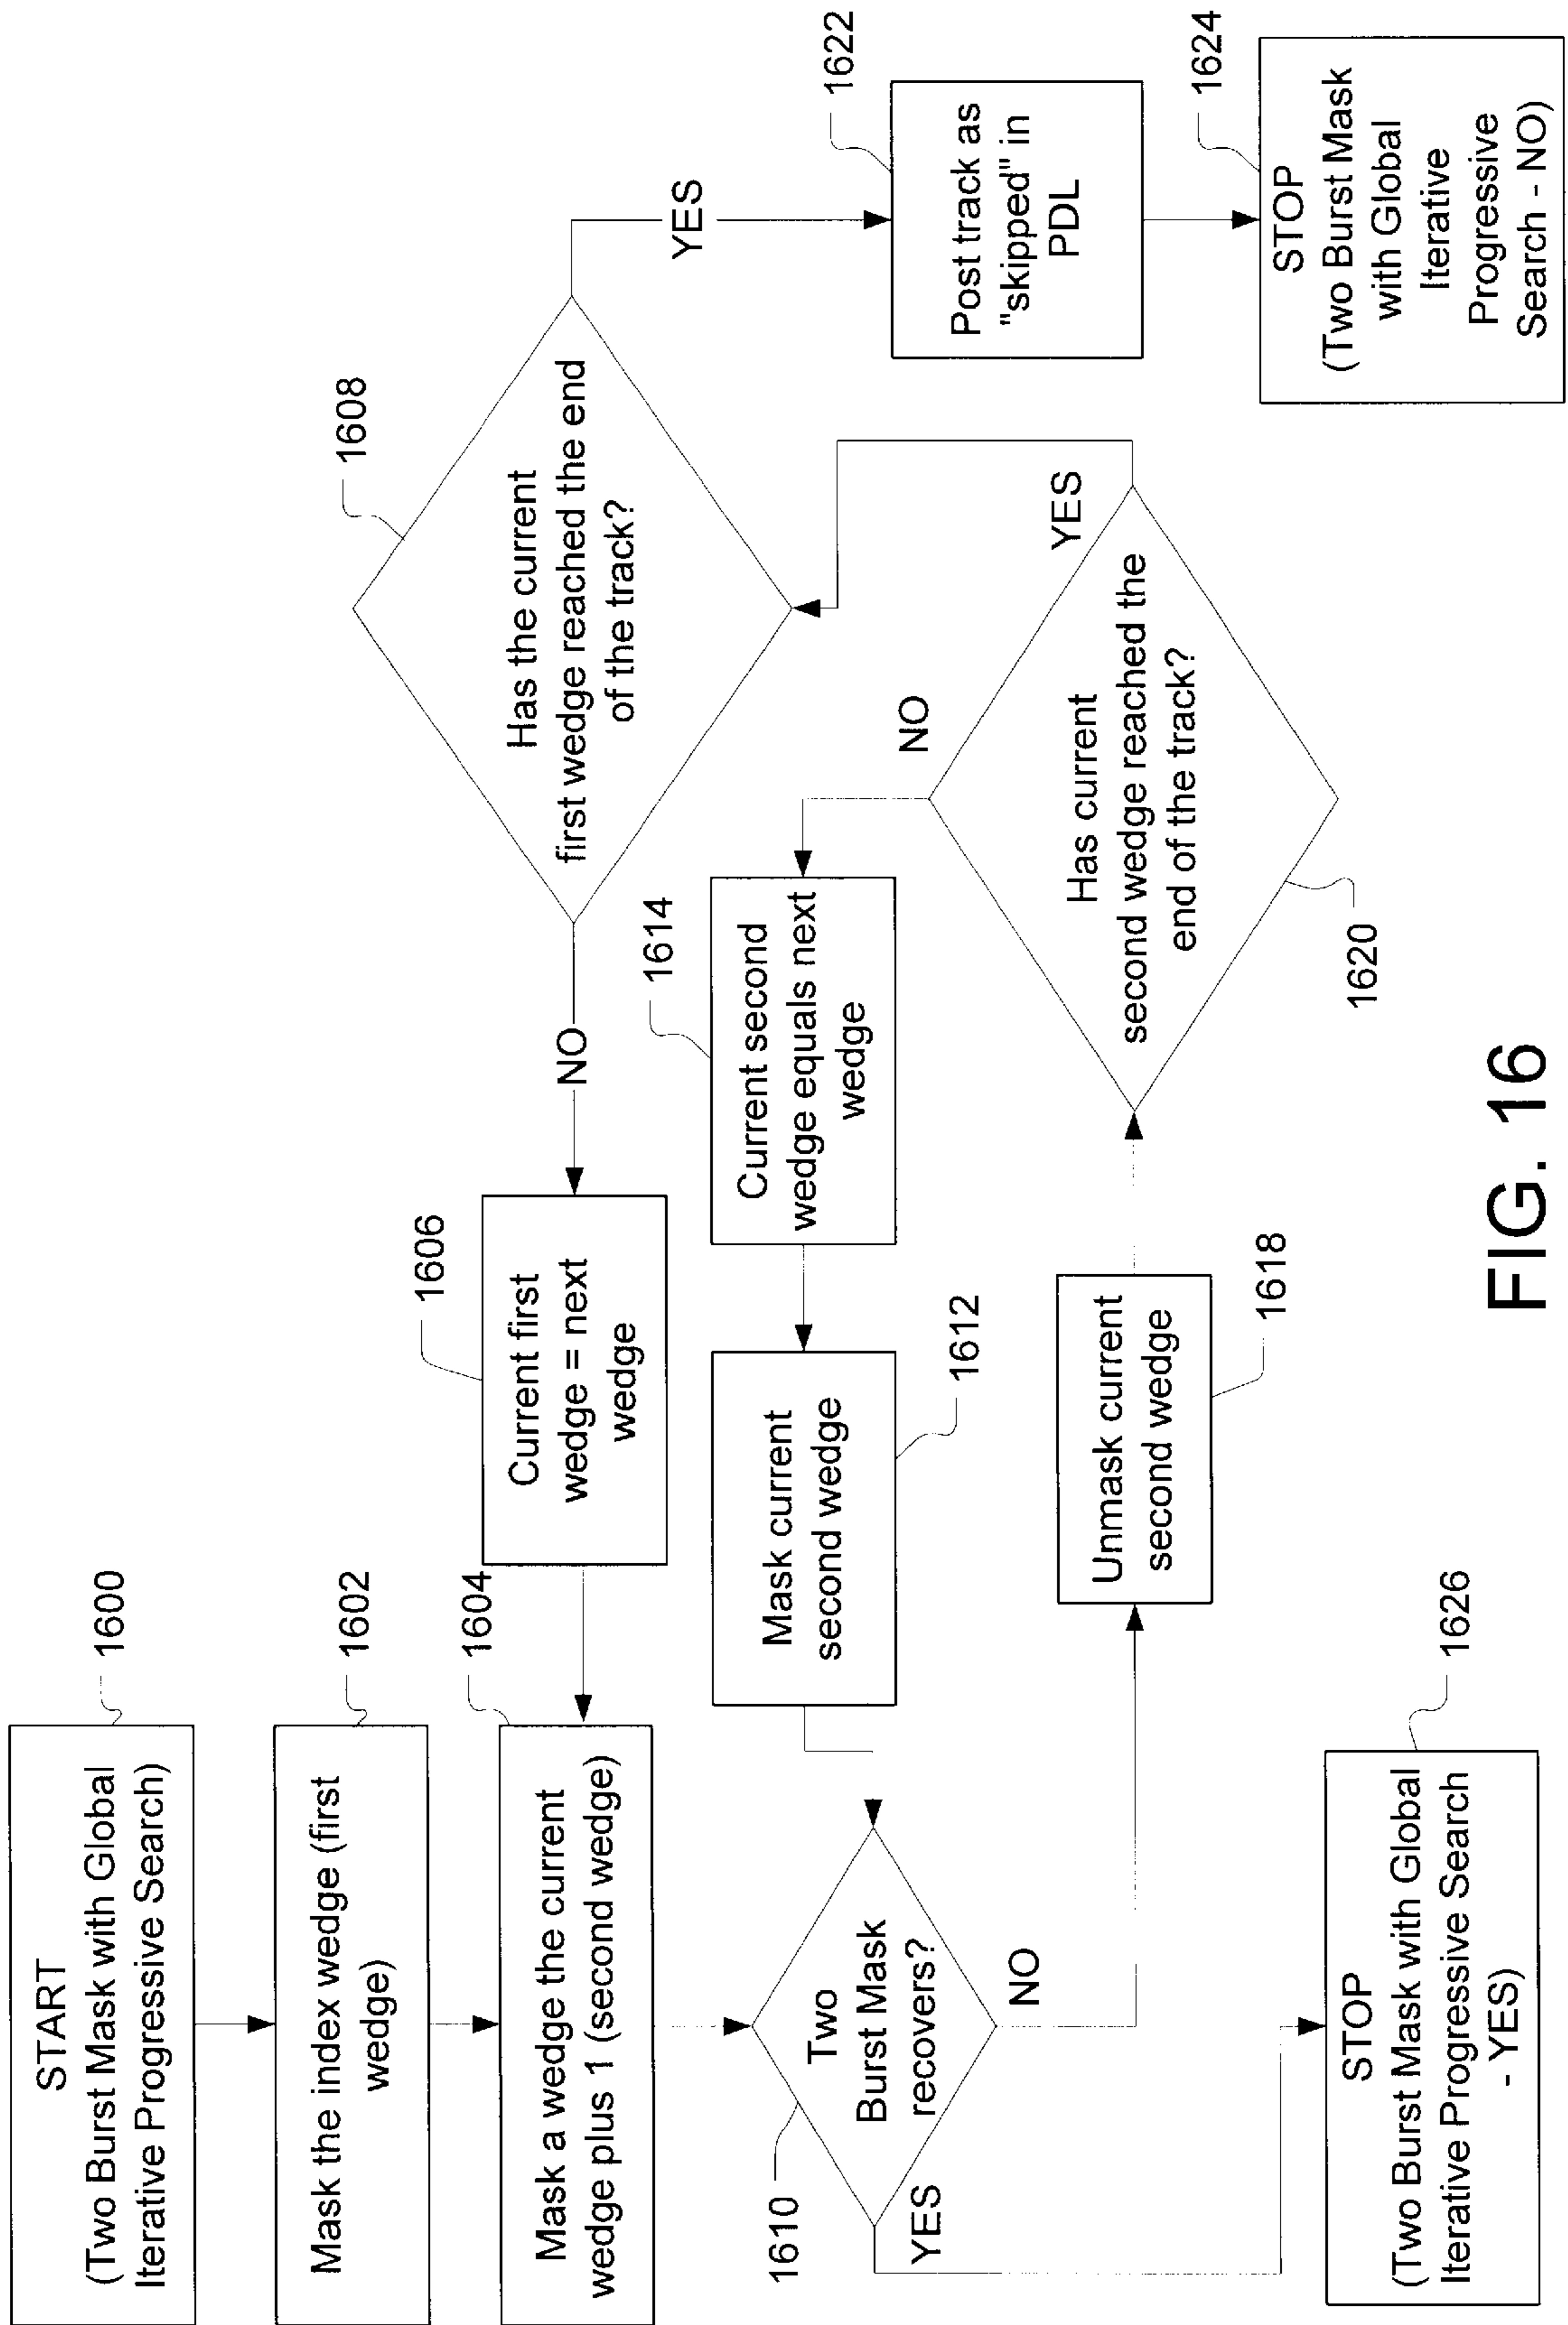 START
(Two Burst Mask with Global
Iterative Progressive Search)
1600
Mask the index wedge (first
wedge)
1602
Mask a wedge the current
wedge plus 1 (second wedge)
1604
Current first
wedge = next
wedge
1606
NO
Has the current
first wedge reached the end
of the track?
1608
YES
Post track as
"skipped" in
PDL
1622
STOP
(Two Burst Mask
with Global
Iterative
Progressive
Search - NO)
1624
Two
Burst Mask
recovers?
1610
YES
NO
Mask current
second wedge
1612
Current second
wedge equals next
wedge
1614
Unmask current
second wedge
1618
Has current
second wedge reached the
end of the track?
1620
NO
YES
STOP
(Two Burst Mask with Global
Iterative Progressive Search
- YES)
1626
FIG. 16